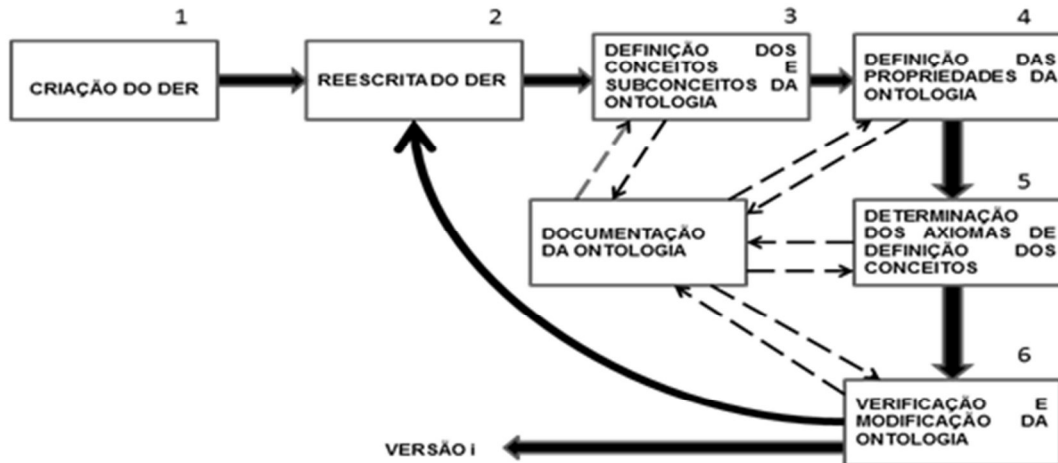 1
CRIAÇÃO DO DER
2
REESCRITA DO DER
3
DEFINIÇÃO DOS
CONCEITOS E
SUBCONCEITOS DA
ONTOLOGIA
4
DEFINIÇÃO DAS
PROPRIEDADES DA
ONTOLOGIA
DOCUMENTAÇÃO
DA ONTOLOGIA
5
DETERMINAÇÃO
DOS AXIOMAS DE
DEFINIÇÃO DOS
CONCEITOS
6
VERIFICAÇÃO E
MODIFICAÇÃO DA
ONTOLOGIA
VERSÃO i